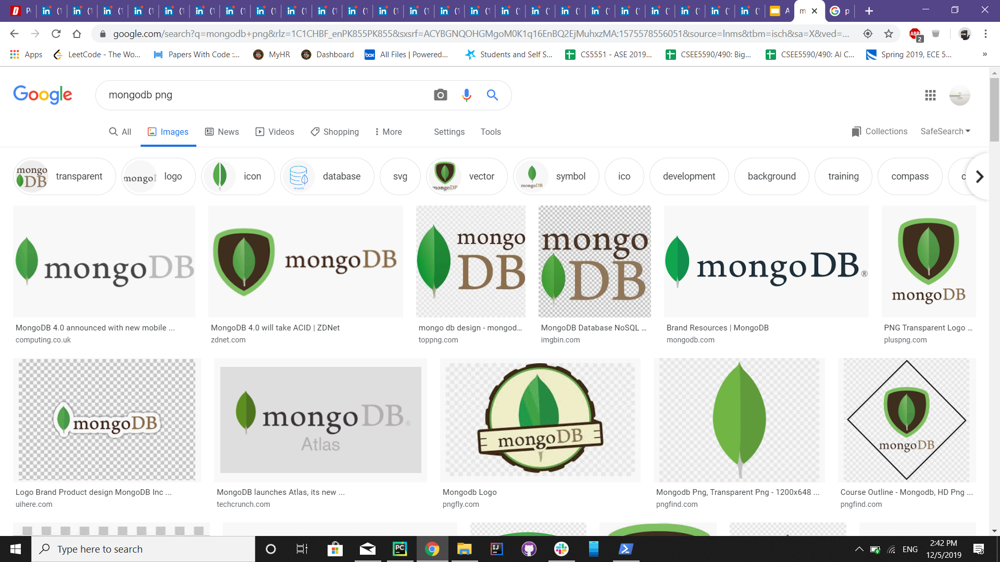 google.com/search?q=mongodb+png&rlz=1C1CHBF_enPK855PK855&sxsrf=ACYBGNQOHGMgoM0K1q16EnBQ2EjMuhxzMA:1575578556051&source=lnms&tbm=isch&sa=X&ved=...
Apps LeetCode - The Wo... Papers With Code :... MyHR Dashboard All Files | Powered... Students and Self S... CS5551 - ASE 2019... CSEE5590/490: Big... CSEE5590/490: AI C... Spring 2019, ECE 5... »
Google mongodb png
All Images News Videos Shopping More Settings Tools Collections SafeSearch
transparent logo icon database svg vector symbol ico development background training compass
mongoDB
mongoDB
mongo DB
mongo DB
mongoDB®
mongoDB
MongoDB 4.0 announced with new mobile ...
computing.co.uk
MongoDB 4.0 will take ACID | ZDNet
zdnet.com
mongo db design - mongod...
toppng.com
MongoDB Database NoSQL ...
imgbin.com
Brand Resources | MongoDB
mongodb.com
PNG Transparent Logo ...
pluspng.com
mongoDB
mongoDB®
Atlas
mongoDB
mongoDB
Logo Brand Product design MongoDB Inc ...
uihere.com
MongoDB launches Atlas, its new ...
techcrunch.com
Mongodb Logo
pngfly.com
Mongodb Png, Transparent Png - 1200x648 ...
pngfind.com
Course Outline - Mongodb, HD Png ...
pngfind.com
Type here to search
ENG
2:42 PM
12/5/2019